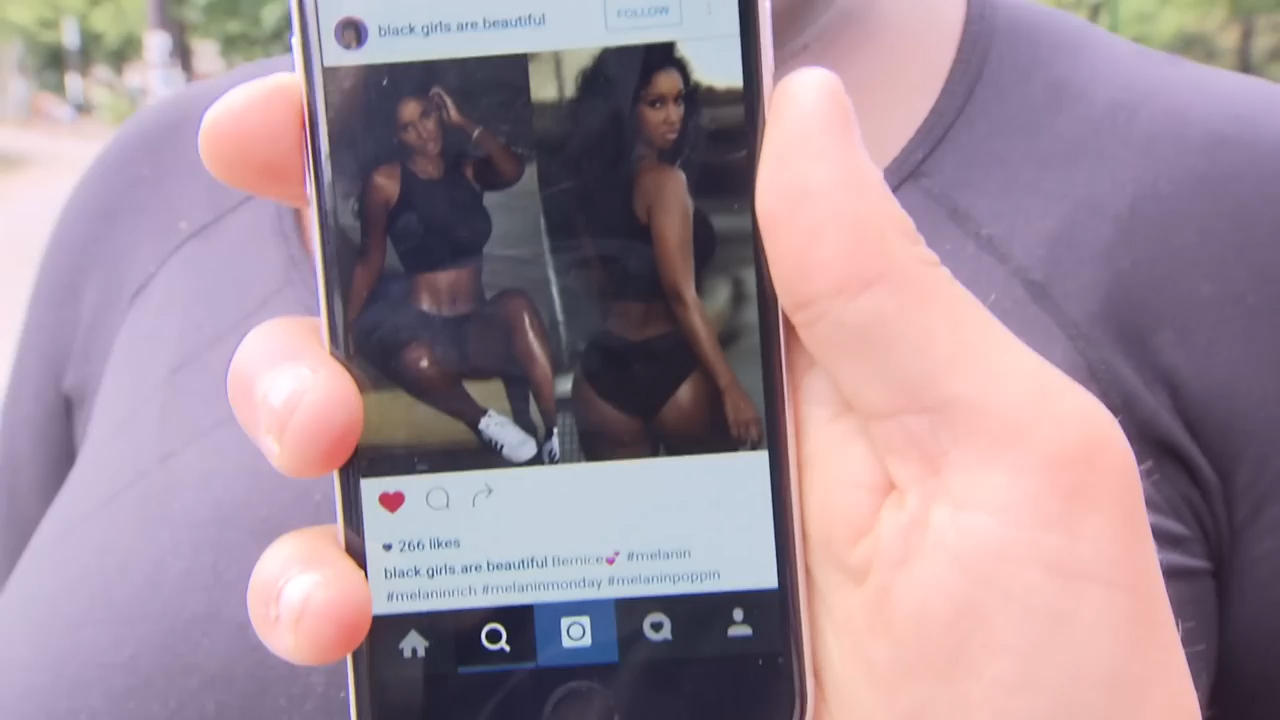 black.girls.are.beautiful
FOLLOW
266 likes
black.girls.are.beautiful Bernice #melanin
#melaninrich #melaninmonday #melaninpoppin